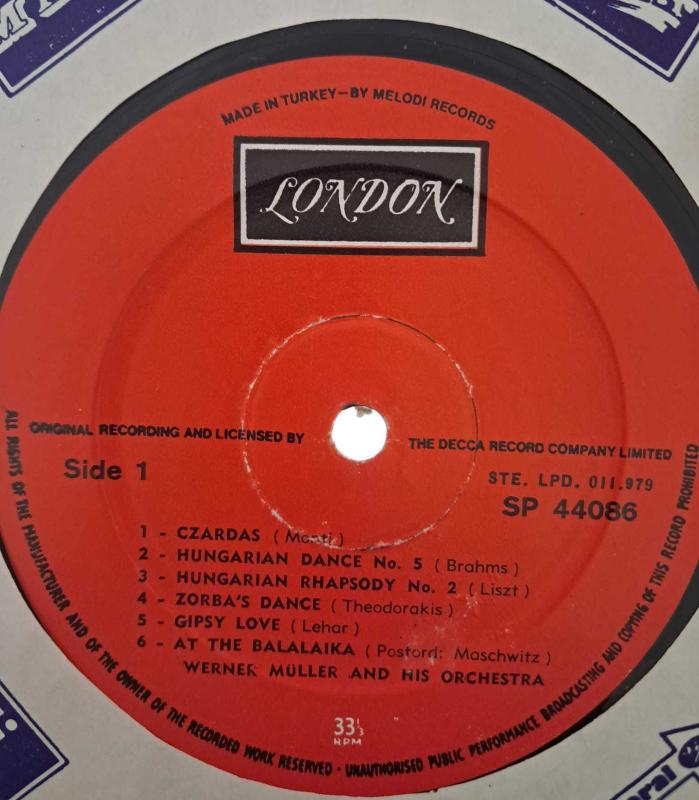 MADE IN TURKEY—BY MELODI RECORDS
LONDON
ORIGINAL RECORDING AND LICENSED BY THE DECCA RECORD COMPANY LIMITED
Side 1
STE. LPD. 011.979
SP 44086
1 - CZARDAS ( Monti )
2 - HUNGARIAN DANCE No. 5 ( Brahms )
3 - HUNGARIAN RHAPSODY No. 2 ( Liszt )
4 - ZORBA'S DANCE ( Theodorakis )
5 - GIPSY LOVE ( Lehar )
6 - AT THE BALALAIKA ( Postord: Maschwitz )
WERNER MÜLLER AND HIS ORCHESTRA
33⅓
RPM
ALL RIGHTS OF THE MANUFACTURER AND OF THE OWNER OF THE RECORDED WORK RESERVED · UNAUTHORISED PUBLIC PERFORMANCE BROADCASTING AND COPYING OF THIS RECORD PROHIBITED